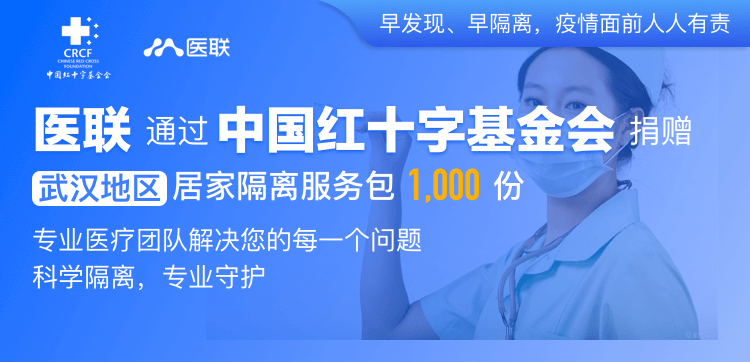 早发现、早隔离，疫情面前人人有责
CRCF
CHINESE RED CROSS
FOUNDATION
中国红十字基金会
医联
医联 通过 中国红十字基金会 捐赠
武汉地区 居家隔离服务包 1,000 份
专业医疗团队解决您的每一个问题
科学隔离，专业守护